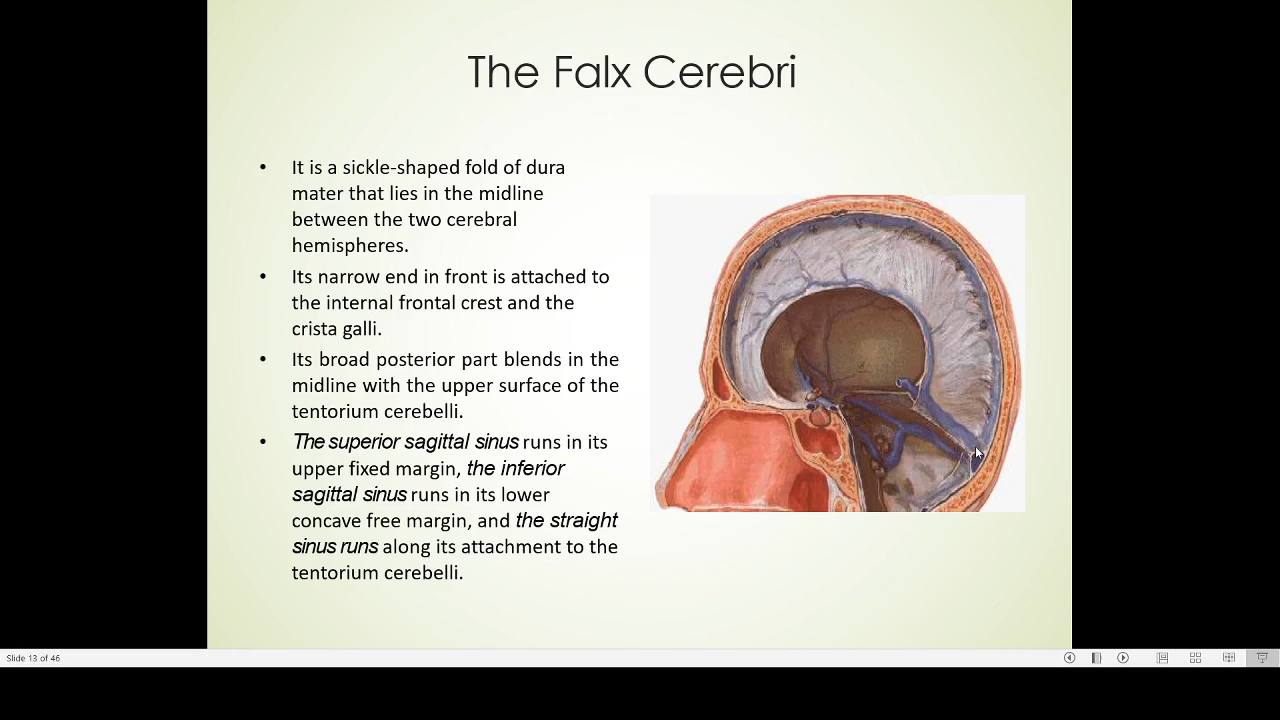 The Falx Cerebri
• It is a sickle-shaped fold of dura
mater that lies in the midline
between the two cerebral
hemispheres.
• Its narrow end in front is attached to
the internal frontal crest and the
crista galli.
• Its broad posterior part blends in the
midline with the upper surface of the
tentorium cerebelli.
• The superior sagittal sinus runs in its
upper fixed margin, the inferior
sagittal sinus runs in its lower
concave free margin, and the straight
sinus runs along its attachment to the
tentorium cerebelli.
Slide 13 of 46